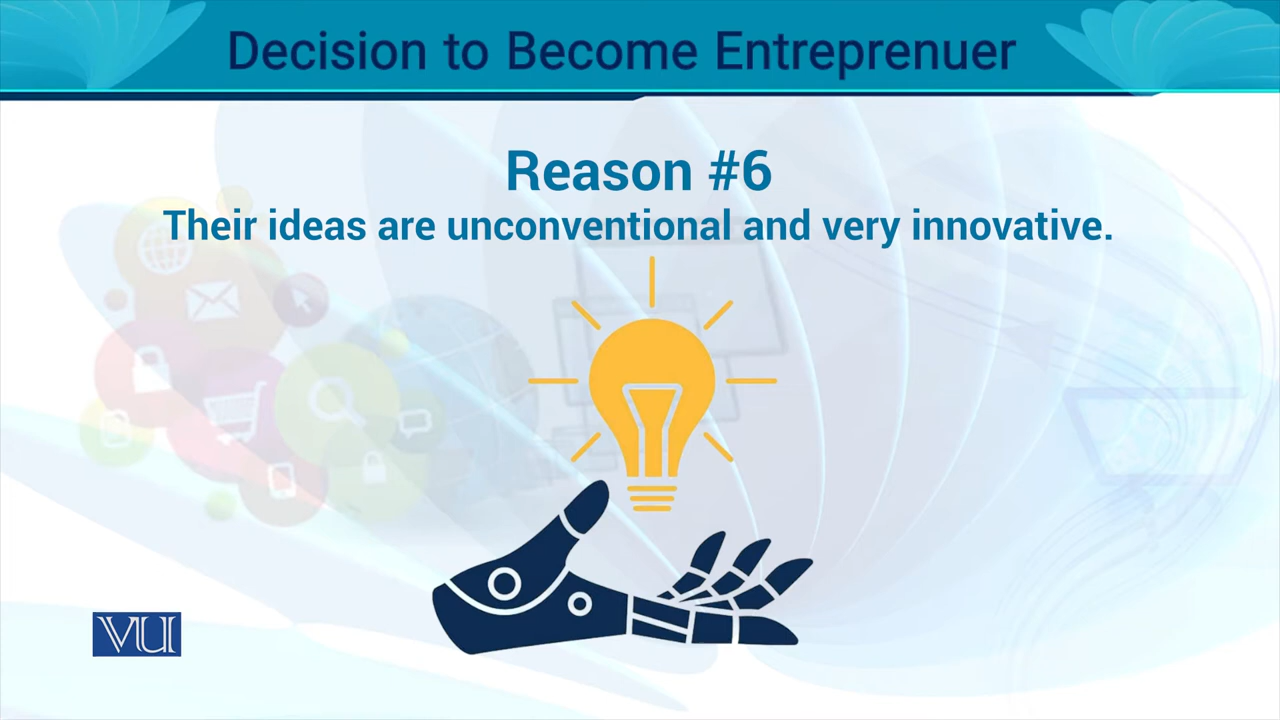 Decision to Become Entreprenuer
Reason #6
Their ideas are unconventional and very innovative.
VU